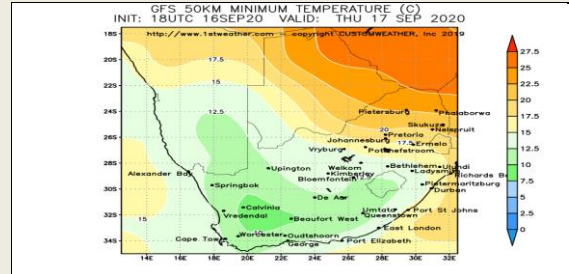 GFS 50KM MINIMUM TEMPERATURE (C)
INIT: 18UTC 16SEP20 VALID: THU 17 SEP 2020
http://www.1stweather.com — copyright CUSTOMWEATHER, Inc 2019
18S
20S
22S
24S
26S
28S
30S
32S
34S
17.5
15
12.5
20
17.5
15
10
Pietersburg
Phalaborwa
Skukuza
Nelspruit
Pretoria
Johannesburg
Ermelo
Vryburg
Potchefstroom
Welkom
Bethlehem
Ulundi
Upington
Kimberley
Ladysmith
Bloemfontein
Richards B
Alexander Bay
Springbok
Pietermaritzburg
Durban
De Aar
Calvinia
Umtata
Port St Johns
Vredendal
Beaufort West
Queenstown
East London
Worcester
Oudtshoorn
Cape Town
George
Port Elizabeth
14E
16E
18E
20E
22E
24E
26E
28E
30E
32E
27.5
25
22.5
20
17.5
15
12.5
10
7.5
5
2.5
0